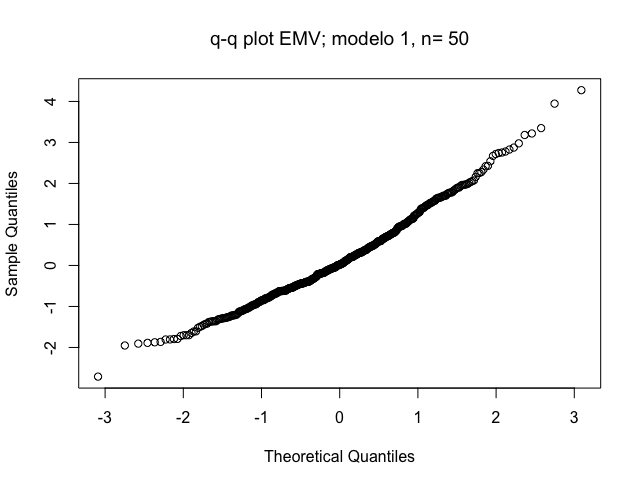 q-q plot EMV; modelo 1, n= 50
Sample Quantiles
4
3
2
1
0
-1
-2
-3 -2 -1 0 1 2 3
Theoretical Quantiles